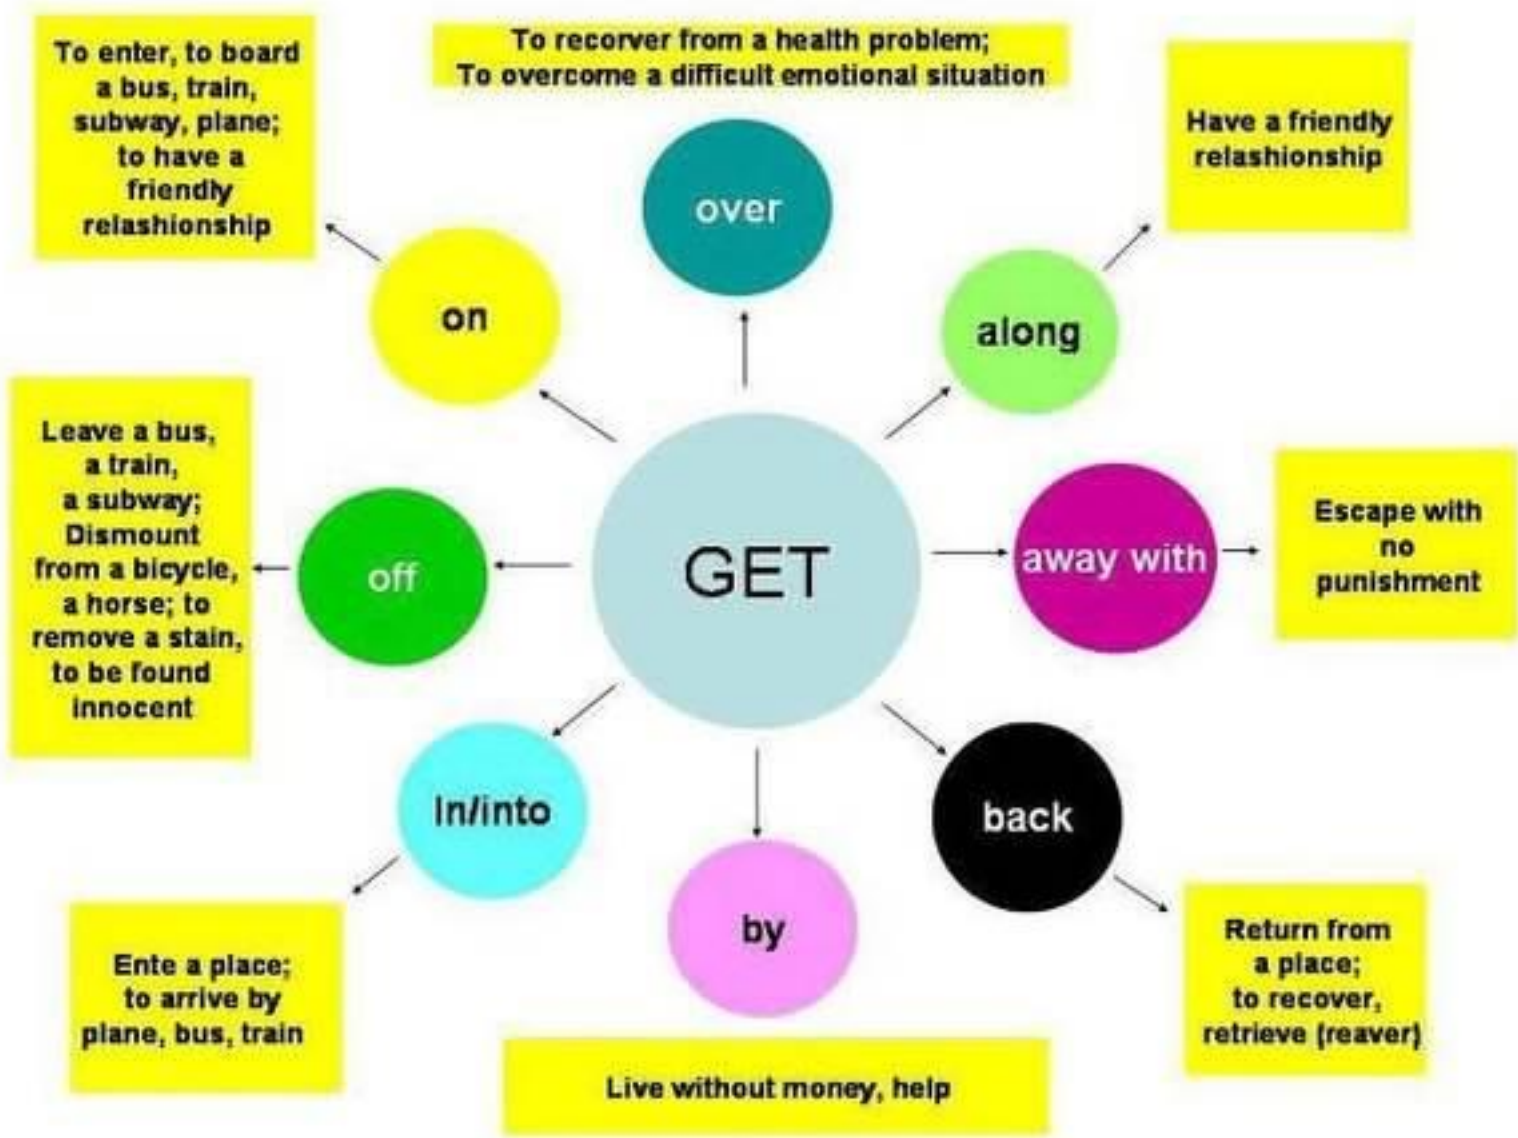 To enter, to board
a bus, train,
subway, plane;
to have a
friendly
relashionship
To recorver from a health problem;
To overcome a difficult emotional situation
Have a friendly
relashionship
over
on
along
Leave a bus,
a train,
a subway;
Dismount
from a bicycle,
a horse; to
remove a stain,
to be found
innocent
off
GET
away with
Escape with
no
punishment
In/into
back
by
Ente a place;
to arrive by
plane, bus, train
Return from
a place;
to recover,
retrieve (reaver)
Live without money, help